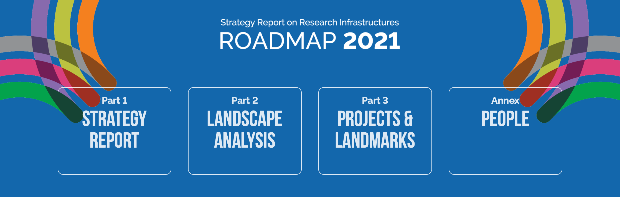 Strategy Report on Research Infrastructures
ROADMAP 2021
Part 1
STRATEGY
REPORT
Part 2
LANDSCAPE
ANALYSIS
Part 3
PROJECTS &
LANDMARKS
Annex
PEOPLE